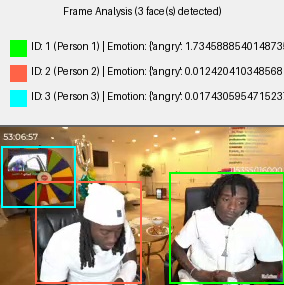 Frame Analysis (3 face(s) detected)
ID: 1 (Person 1) | Emotion: {'angry': 1.734588854014873
ID: 2 (Person 2) | Emotion: {'angry': 0.012420410348568
ID: 3 (Person 3) | Emotion: {'angry': 0.017430595471523
53:06:57